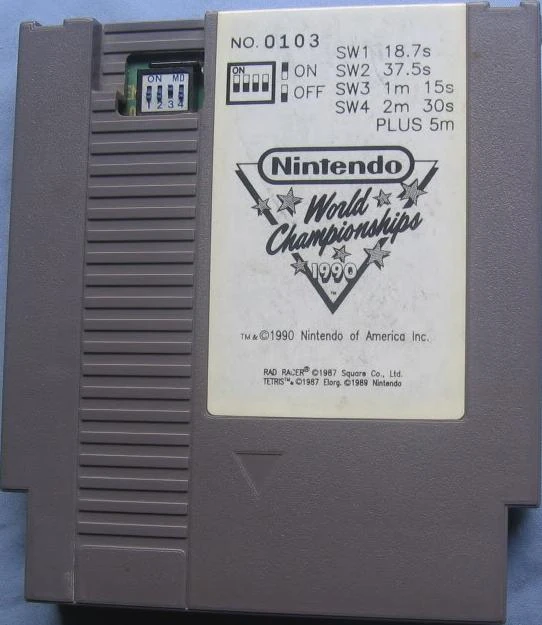 NO. 0103
SW1 18.7s
ON SW2 37.5s
OFF SW3 1m 15s
SW4 2m 30s
PLUS 5m
ON
ON MD
1 2 3 4
Nintendo
World
Championships
1990
TM
TM & ©1990 Nintendo of America Inc.
RAD RACER® ©1987 Square Co., Ltd.
TETRIS™& ©1987 Elorg. ©1989 Nintendo